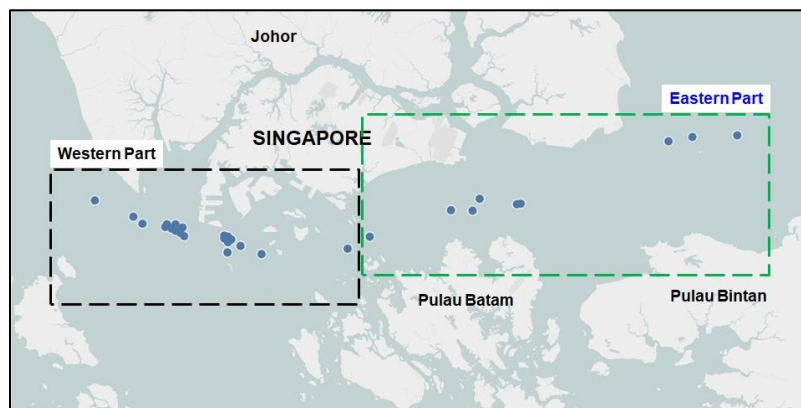 Johor
Eastern Part
SINGAPORE
Western Part
Pulau Batam
Pulau Bintan